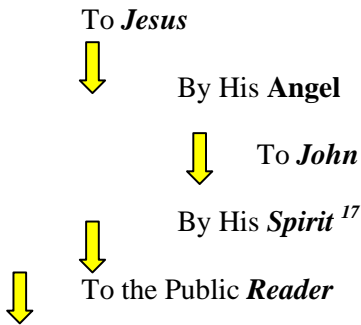 To Jesus
By His Angel
To John
By His Spirit 17
To the Public Reader